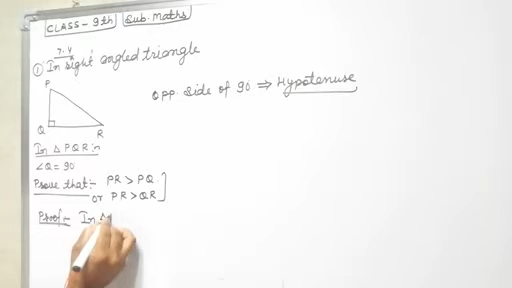 CLASS - 9th Sub. Maths
7.4
① In right angled triangle
P
Opp. Side of 90 ⇒ Hypotenuse
Q R
In △ PQR in
∠Q = 90
Prove that:- PR > PQ
or PR > QR
Proof:- In △